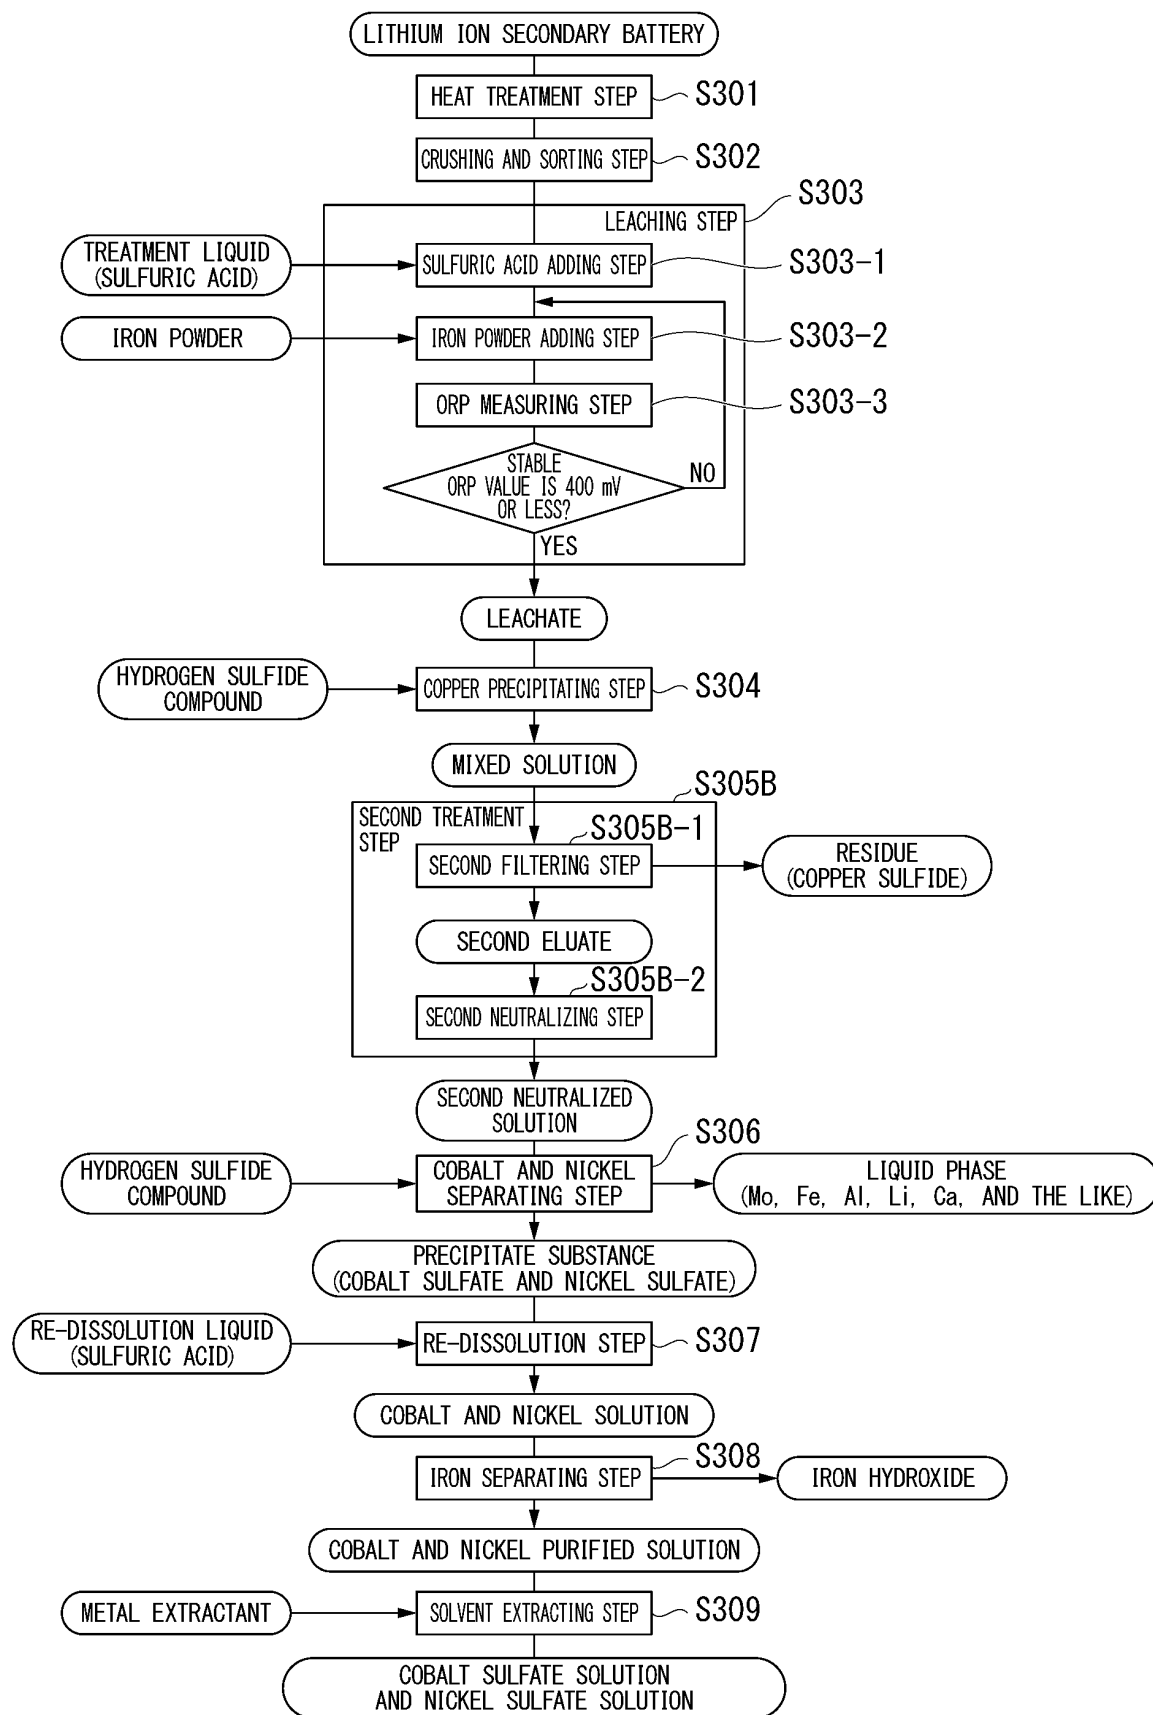 LITHIUM ION SECONDARY BATTERY
HEAT TREATMENT STEP
S301
CRUSHING AND SORTING STEP
S302
S303
LEACHING STEP
TREATMENT LIQUID
(SULFURIC ACID)
SULFURIC ACID ADDING STEP
S303-1
IRON POWDER
IRON POWDER ADDING STEP
S303-2
ORP MEASURING STEP
S303-3
STABLE
ORP VALUE IS 400 mV
OR LESS?
NO
YES
LEACHATE
HYDROGEN SULFIDE
COMPOUND
COPPER PRECIPITATING STEP
S304
MIXED SOLUTION
S305B
SECOND TREATMENT
STEP
S305B-1
SECOND FILTERING STEP
RESIDUE
(COPPER SULFIDE)
SECOND ELUATE
S305B-2
SECOND NEUTRALIZING STEP
SECOND NEUTRALIZED
SOLUTION
S306
HYDROGEN SULFIDE
COMPOUND
COBALT AND NICKEL
SEPARATING STEP
LIQUID PHASE
(Mo, Fe, Al, Li, Ca, AND THE LIKE)
PRECIPITATE SUBSTANCE
(COBALT SULFATE AND NICKEL SULFATE)
RE-DISSOLUTION LIQUID
(SULFURIC ACID)
RE-DISSOLUTION STEP
S307
COBALT AND NICKEL SOLUTION
S308
IRON SEPARATING STEP
IRON HYDROXIDE
COBALT AND NICKEL PURIFIED SOLUTION
METAL EXTRACTANT
SOLVENT EXTRACTING STEP
S309
COBALT SULFATE SOLUTION
AND NICKEL SULFATE SOLUTION